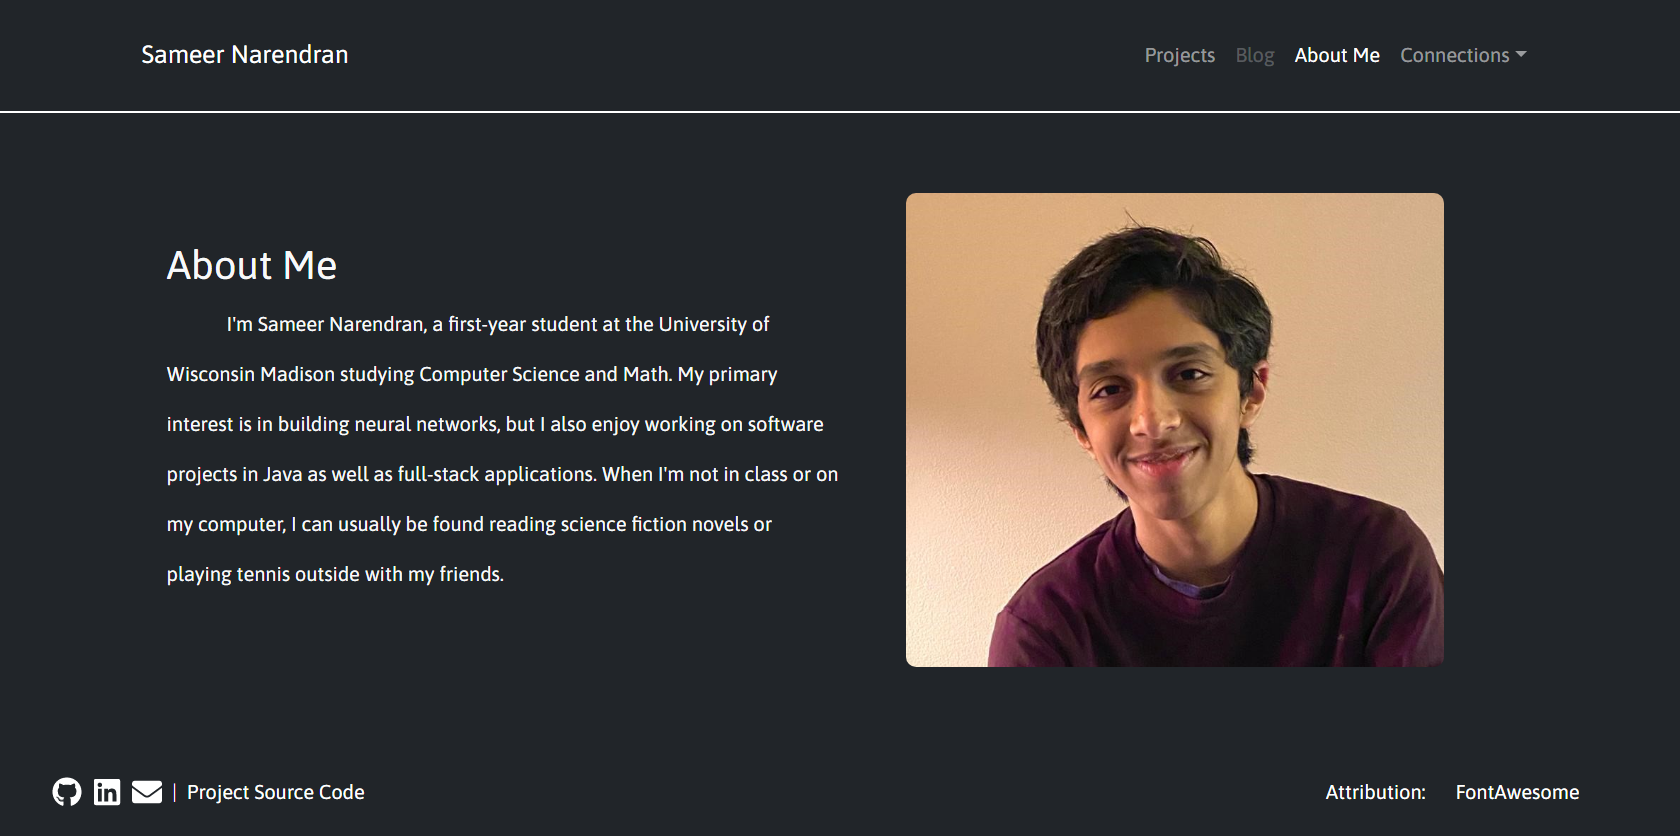 Sameer Narendran
Projects Blog About Me Connections
About Me
I'm Sameer Narendran, a first-year student at the University of
Wisconsin Madison studying Computer Science and Math. My primary
interest is in building neural networks, but I also enjoy working on software
projects in Java as well as full-stack applications. When I'm not in class or on
my computer, I can usually be found reading science fiction novels or
playing tennis outside with my friends.
in | Project Source Code Attribution: FontAwesome